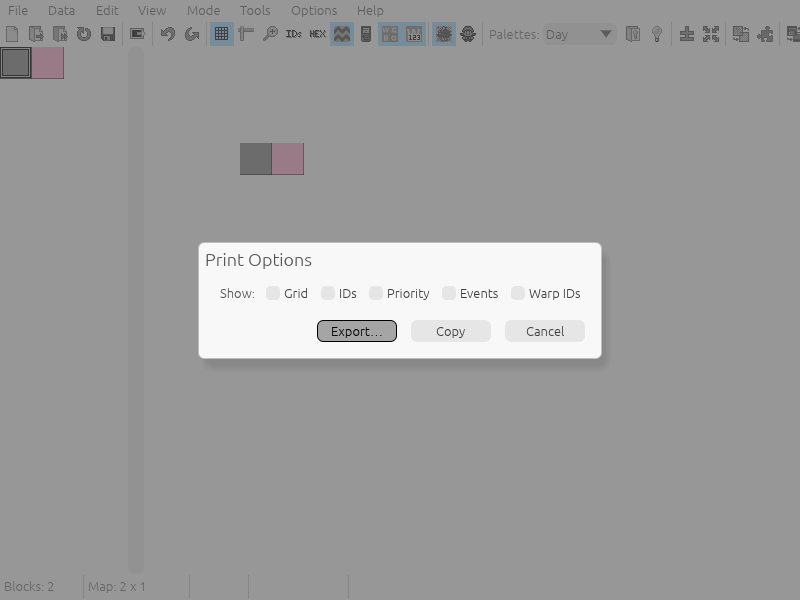 File Data Edit View Mode Tools Options Help
IDs HEX 123 Palettes: Day
Print Options
Show: Grid IDs Priority Events Warp IDs
Export... Copy Cancel
Blocks: 2 Map: 2 x 1